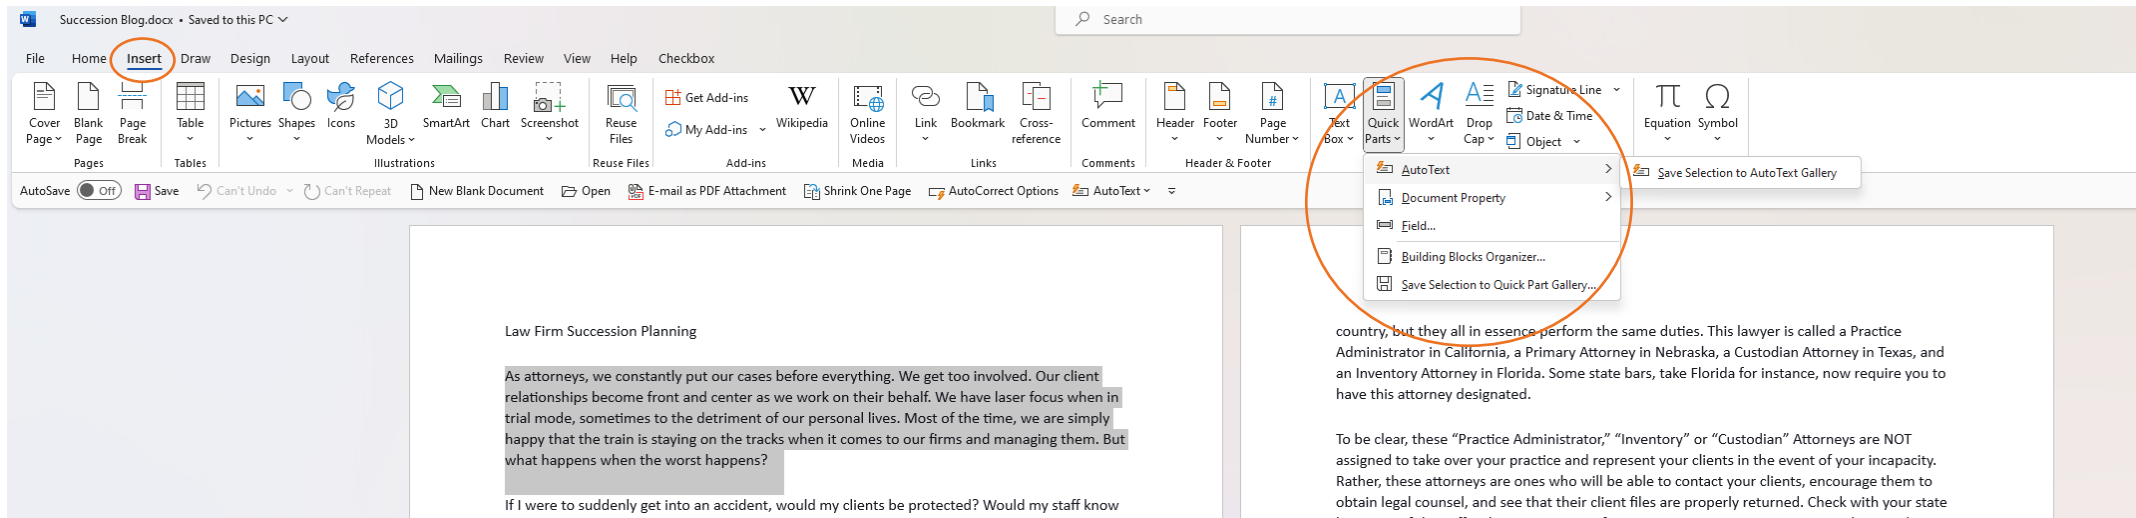 Succession Blog.docx • Saved to this PC
Search
File Home Insert Draw Design Layout References Mailings Review View Help Checkbox
Cover Page
Blank Page
Page Break
Pages
Table
Tables
Pictures
Shapes
Icons
3D Models
SmartArt
Chart
Screenshot
Illustrations
Reuse Files
Reuse Files
Get Add-ins
My Add-ins
W
Wikipedia
Add-ins
Online Videos
Media
Link
Bookmark
Cross-reference
Links
Comment
Comments
Header
Footer
Page Number
Header & Footer
Text Box
Quick Parts
WordArt
Drop Cap
Signature Line
Date & Time
Object
Equation
Symbol
AutoSave Off Save Can't Undo Can't Repeat New Blank Document Open E-mail as PDF Attachment Shrink One Page AutoCorrect Options AutoText
AutoText
Document Property
Field...
Building Blocks Organizer...
Save Selection to Quick Part Gallery...
Save Selection to AutoText Gallery
Law Firm Succession Planning
As attorneys, we constantly put our cases before everything. We get too involved. Our client
relationships become front and center as we work on their behalf. We have laser focus when in
trial mode, sometimes to the detriment of our personal lives. Most of the time, we are simply
happy that the train is staying on the tracks when it comes to our firms and managing them. But
what happens when the worst happens?
If I were to suddenly get into an accident, would my clients be protected? Would my staff know
country, but they all in essence perform the same duties. This lawyer is called a Practice
Administrator in California, a Primary Attorney in Nebraska, a Custodian Attorney in Texas, and
an Inventory Attorney in Florida. Some state bars, take Florida for instance, now require you to
have this attorney designated.
To be clear, these “Practice Administrator,” “Inventory” or “Custodian” Attorneys are NOT
assigned to take over your practice and represent your clients in the event of your incapacity.
Rather, these attorneys are ones who will be able to contact your clients, encourage them to
obtain legal counsel, and see that their client files are properly returned. Check with your state